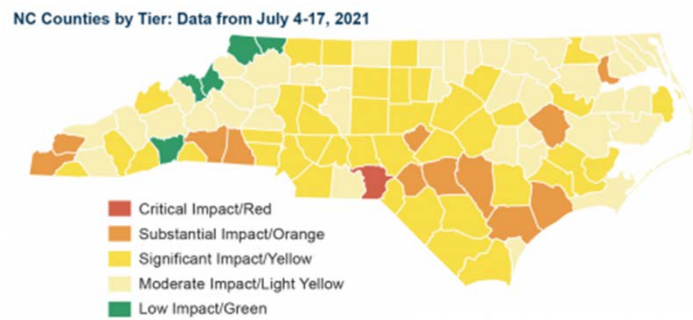 NC Counties by Tier: Data from July 4-17, 2021
Critical Impact/Red
Substantial Impact/Orange
Significant Impact/Yellow
Moderate Impact/Light Yellow
Low Impact/Green